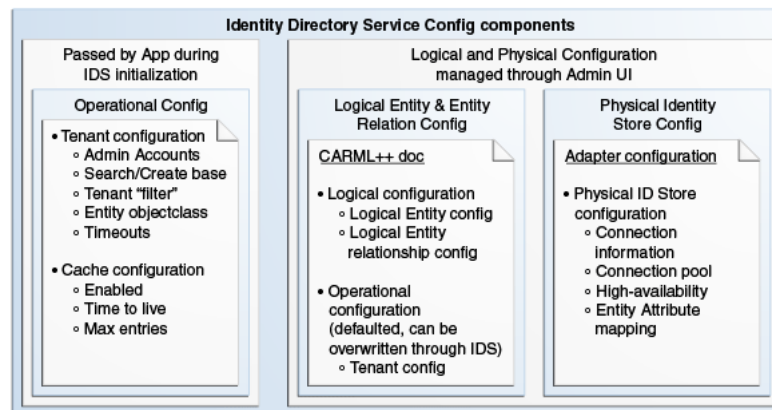 Identity Directory Service Config components
Passed by App during
IDS initialization
Operational Config
• Tenant configuration
◦ Admin Accounts
◦ Search/Create base
◦ Tenant “filter”
◦ Entity objectclass
◦ Timeouts
• Cache configuration
◦ Enabled
◦ Time to live
◦ Max entries
Logical and Physical Configuration
managed through Admin UI
Logical Entity & Entity
Relation Config
CARML++ doc
• Logical configuration
◦ Logical Entity config
◦ Logical Entity
relationship config
• Operational
configuration
(defaulted, can be
overwritten through IDS)
◦ Tenant config
Physical Identity
Store Config
Adapter configuration
• Physical ID Store
configuration
◦ Connection
information
◦ Connection pool
◦ High-availability
◦ Entity Attribute
mapping